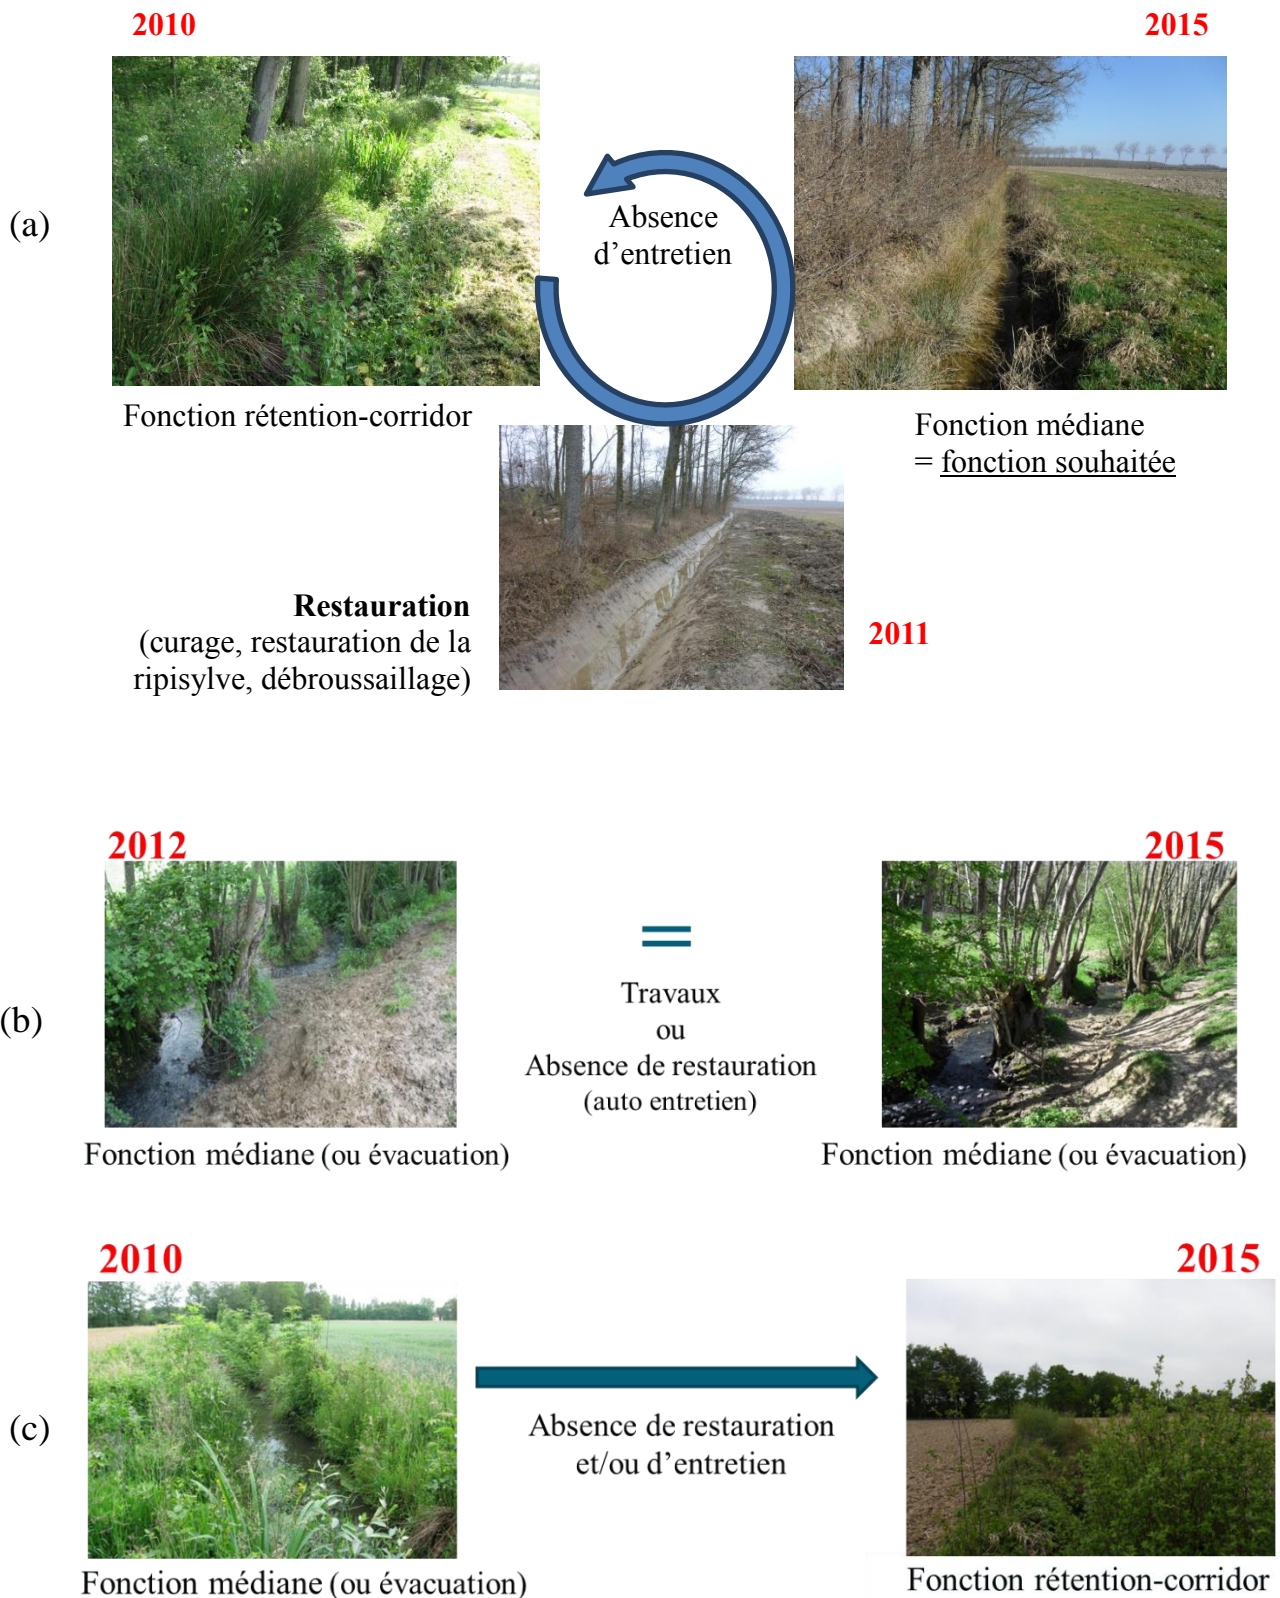 2010
2015
(a)
Absence
d’entretien
Fonction rétention-corridor
Fonction médiane
= fonction souhaitée
Restauration
(curage, restauration de la
ripisylve, débroussaillage)
2011
2012
2015
(b)
Travaux
ou
Absence de restauration
(auto entretien)
Fonction médiane (ou évacuation)
Fonction médiane (ou évacuation)
2010
2015
(c)
Absence de restauration
et/ou d’entretien
Fonction médiane (ou évacuation)
Fonction rétention-corridor